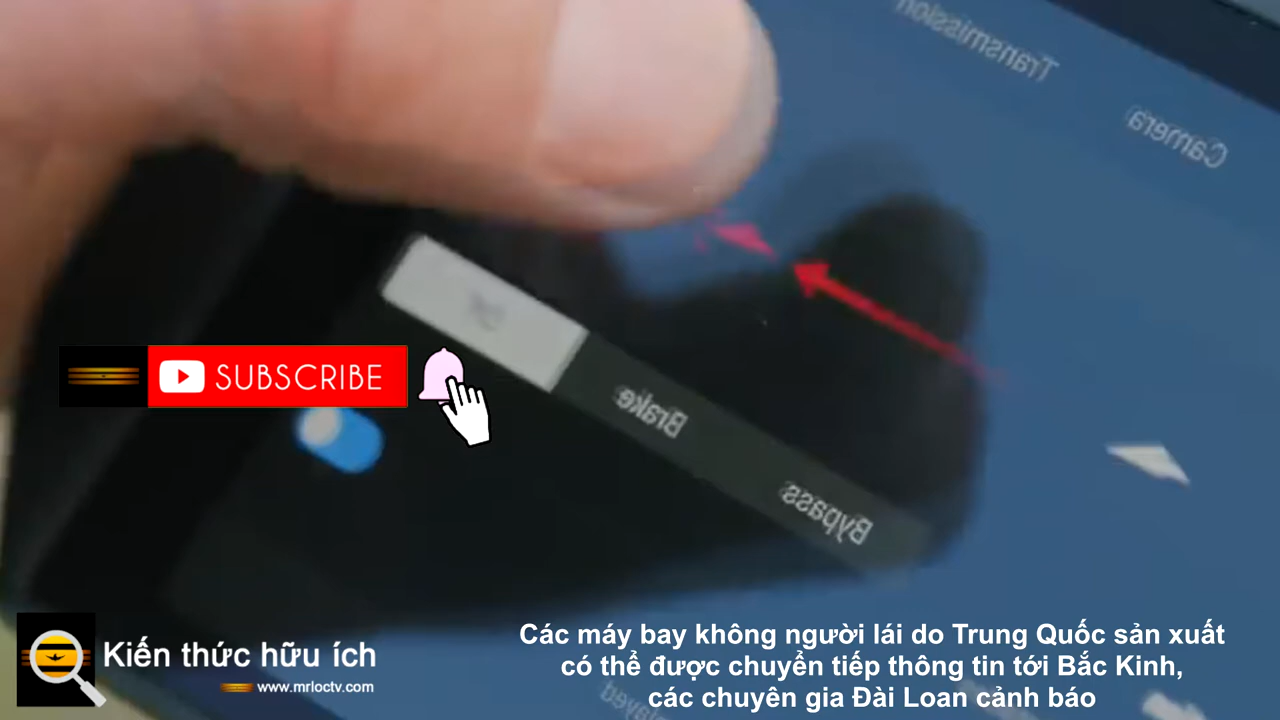 Transmission
Camera
SUBSCRIBE
Brake
Bypass
Kiến thức hữu ích
www.mrloctv.com
Các máy bay không người lái do Trung Quốc sản xuất
có thể được chuyển tiếp thông tin tới Bắc Kinh,
các chuyên gia Đài Loan cảnh báo